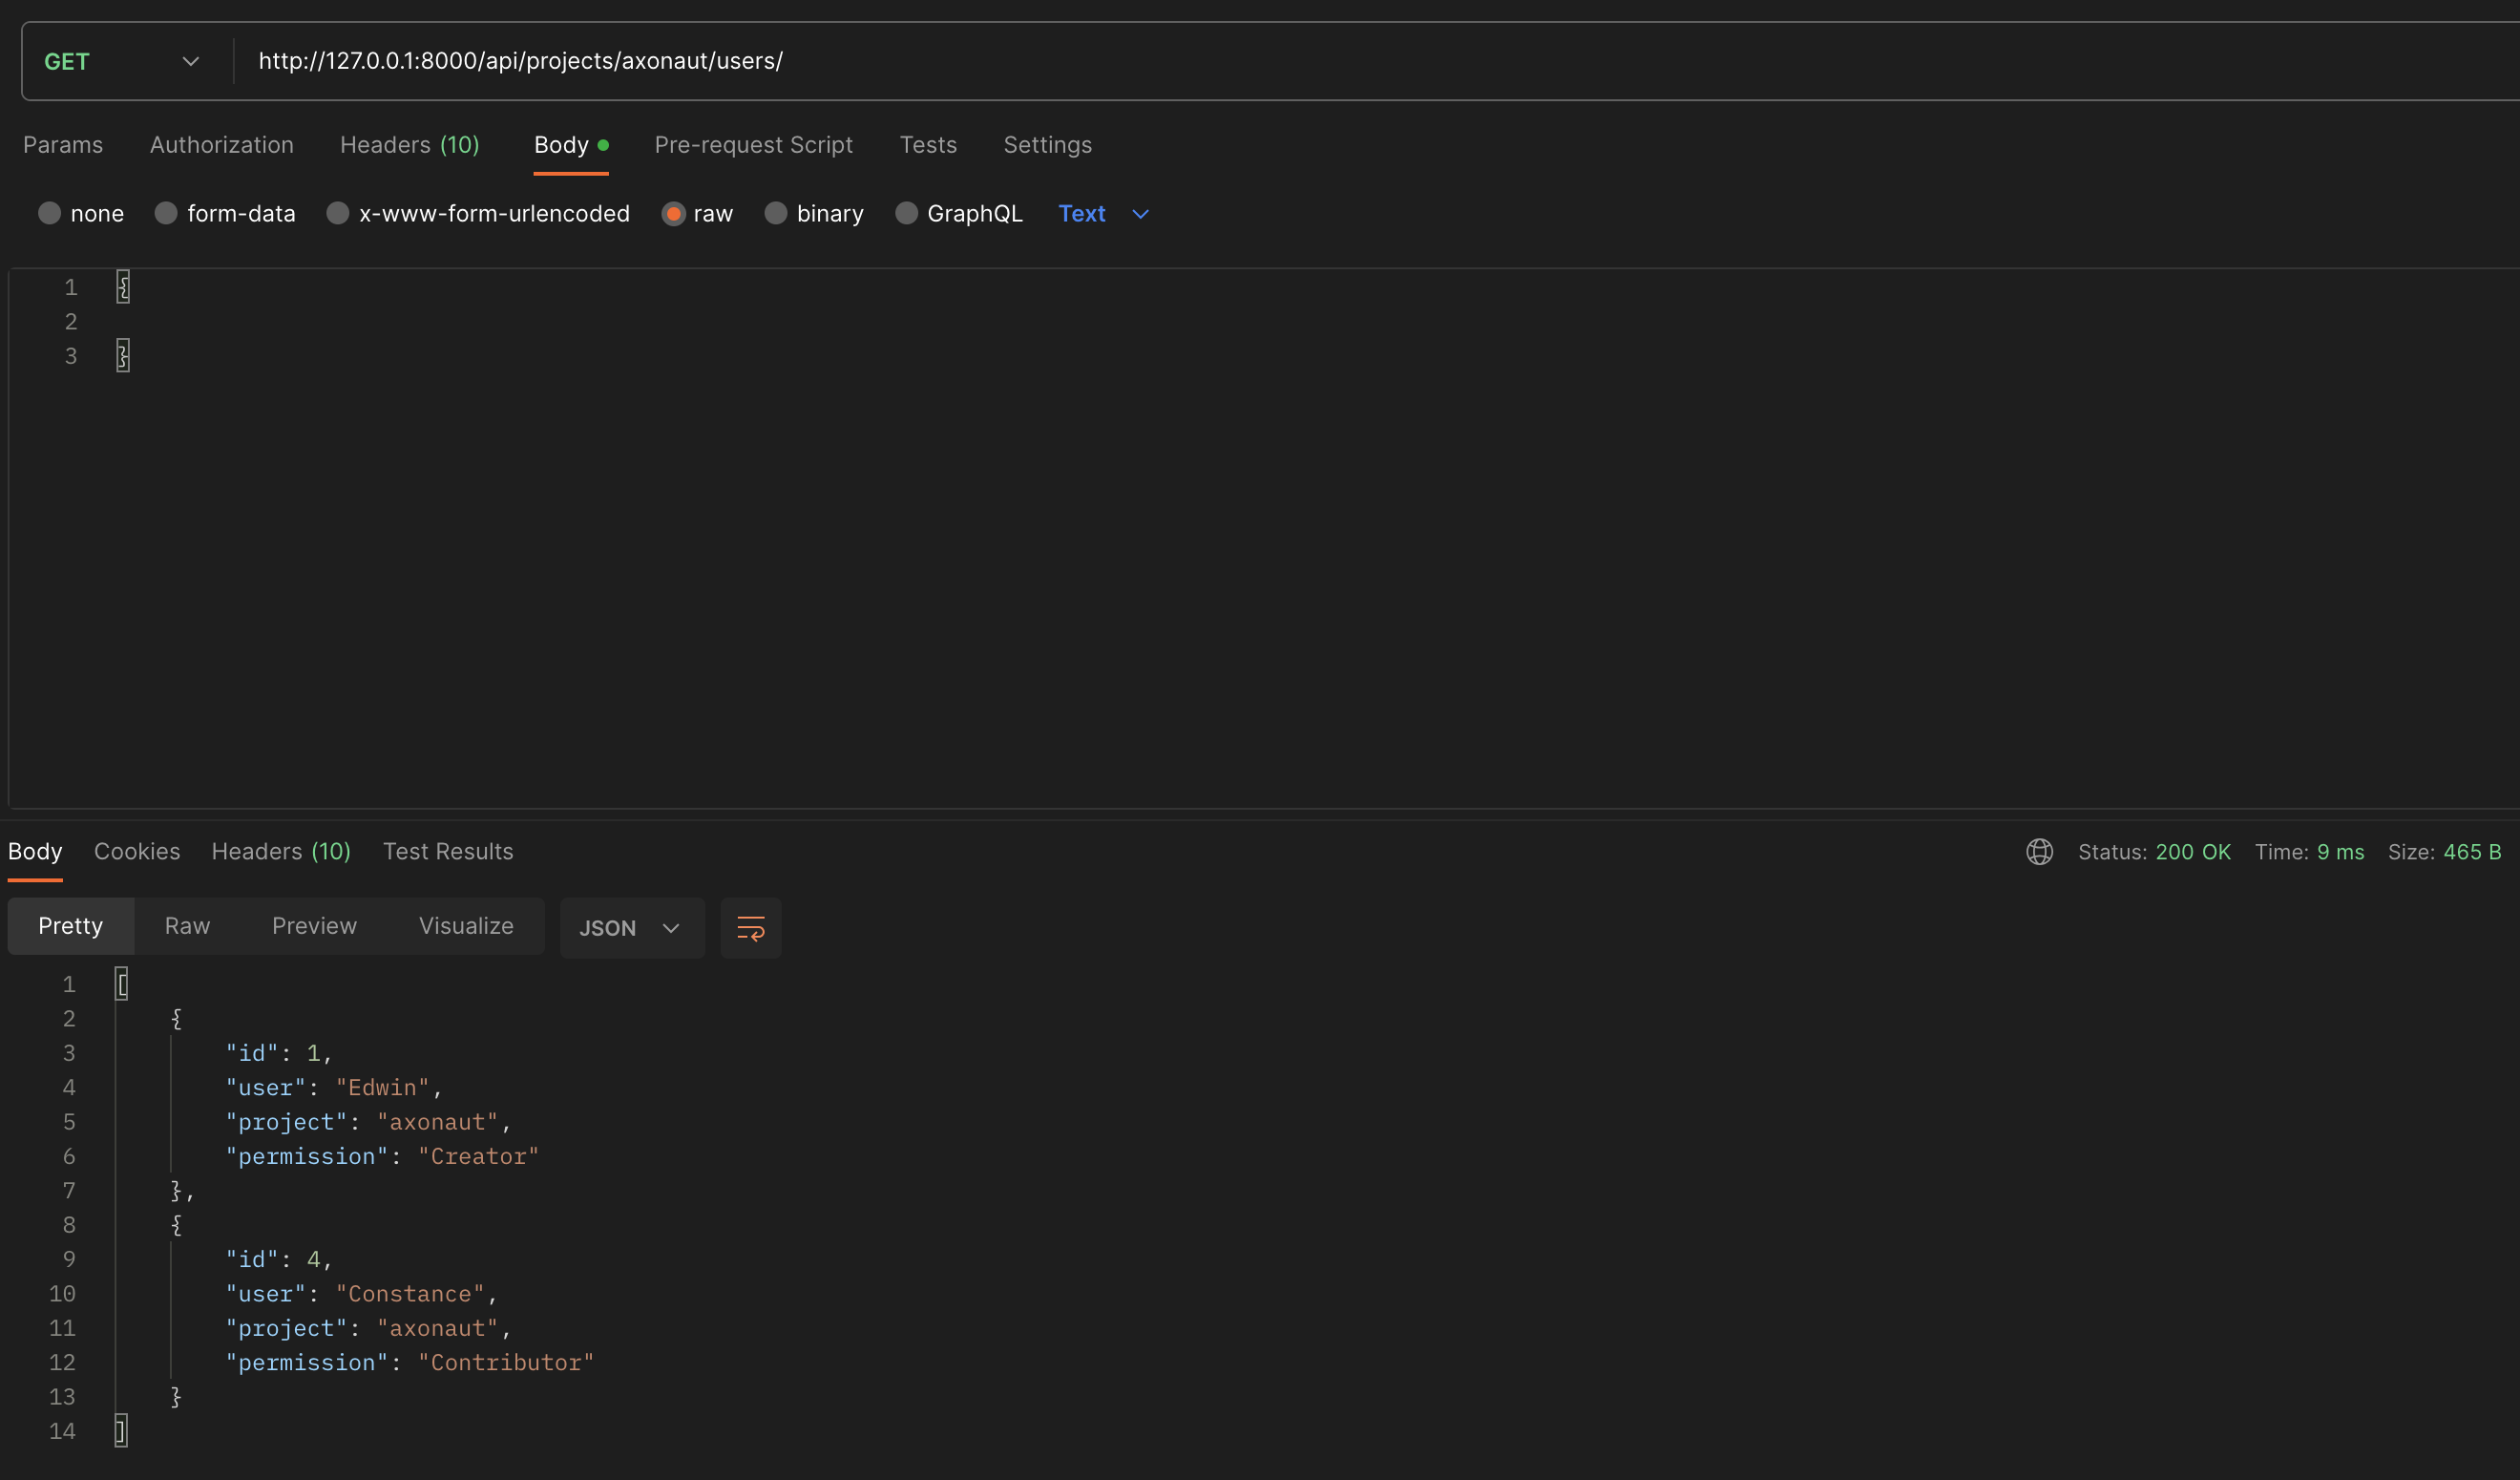 GET http://127.0.0.1:8000/api/projects/axonaut/users/
Params Authorization Headers (10) Body Pre-request Script Tests Settings
none form-data x-www-form-urlencoded raw binary GraphQL Text
1 {
2
3 }
Body Cookies Headers (10) Test Results Status: 200 OK Time: 9 ms Size: 465 B
Pretty Raw Preview Visualize JSON
1 [
2 {
3 "id": 1,
4 "user": "Edwin",
5 "project": "axonaut",
6 "permission": "Creator"
7 },
8 {
9 "id": 4,
10 "user": "Constance",
11 "project": "axonaut",
12 "permission": "Contributor"
13 }
14 ]